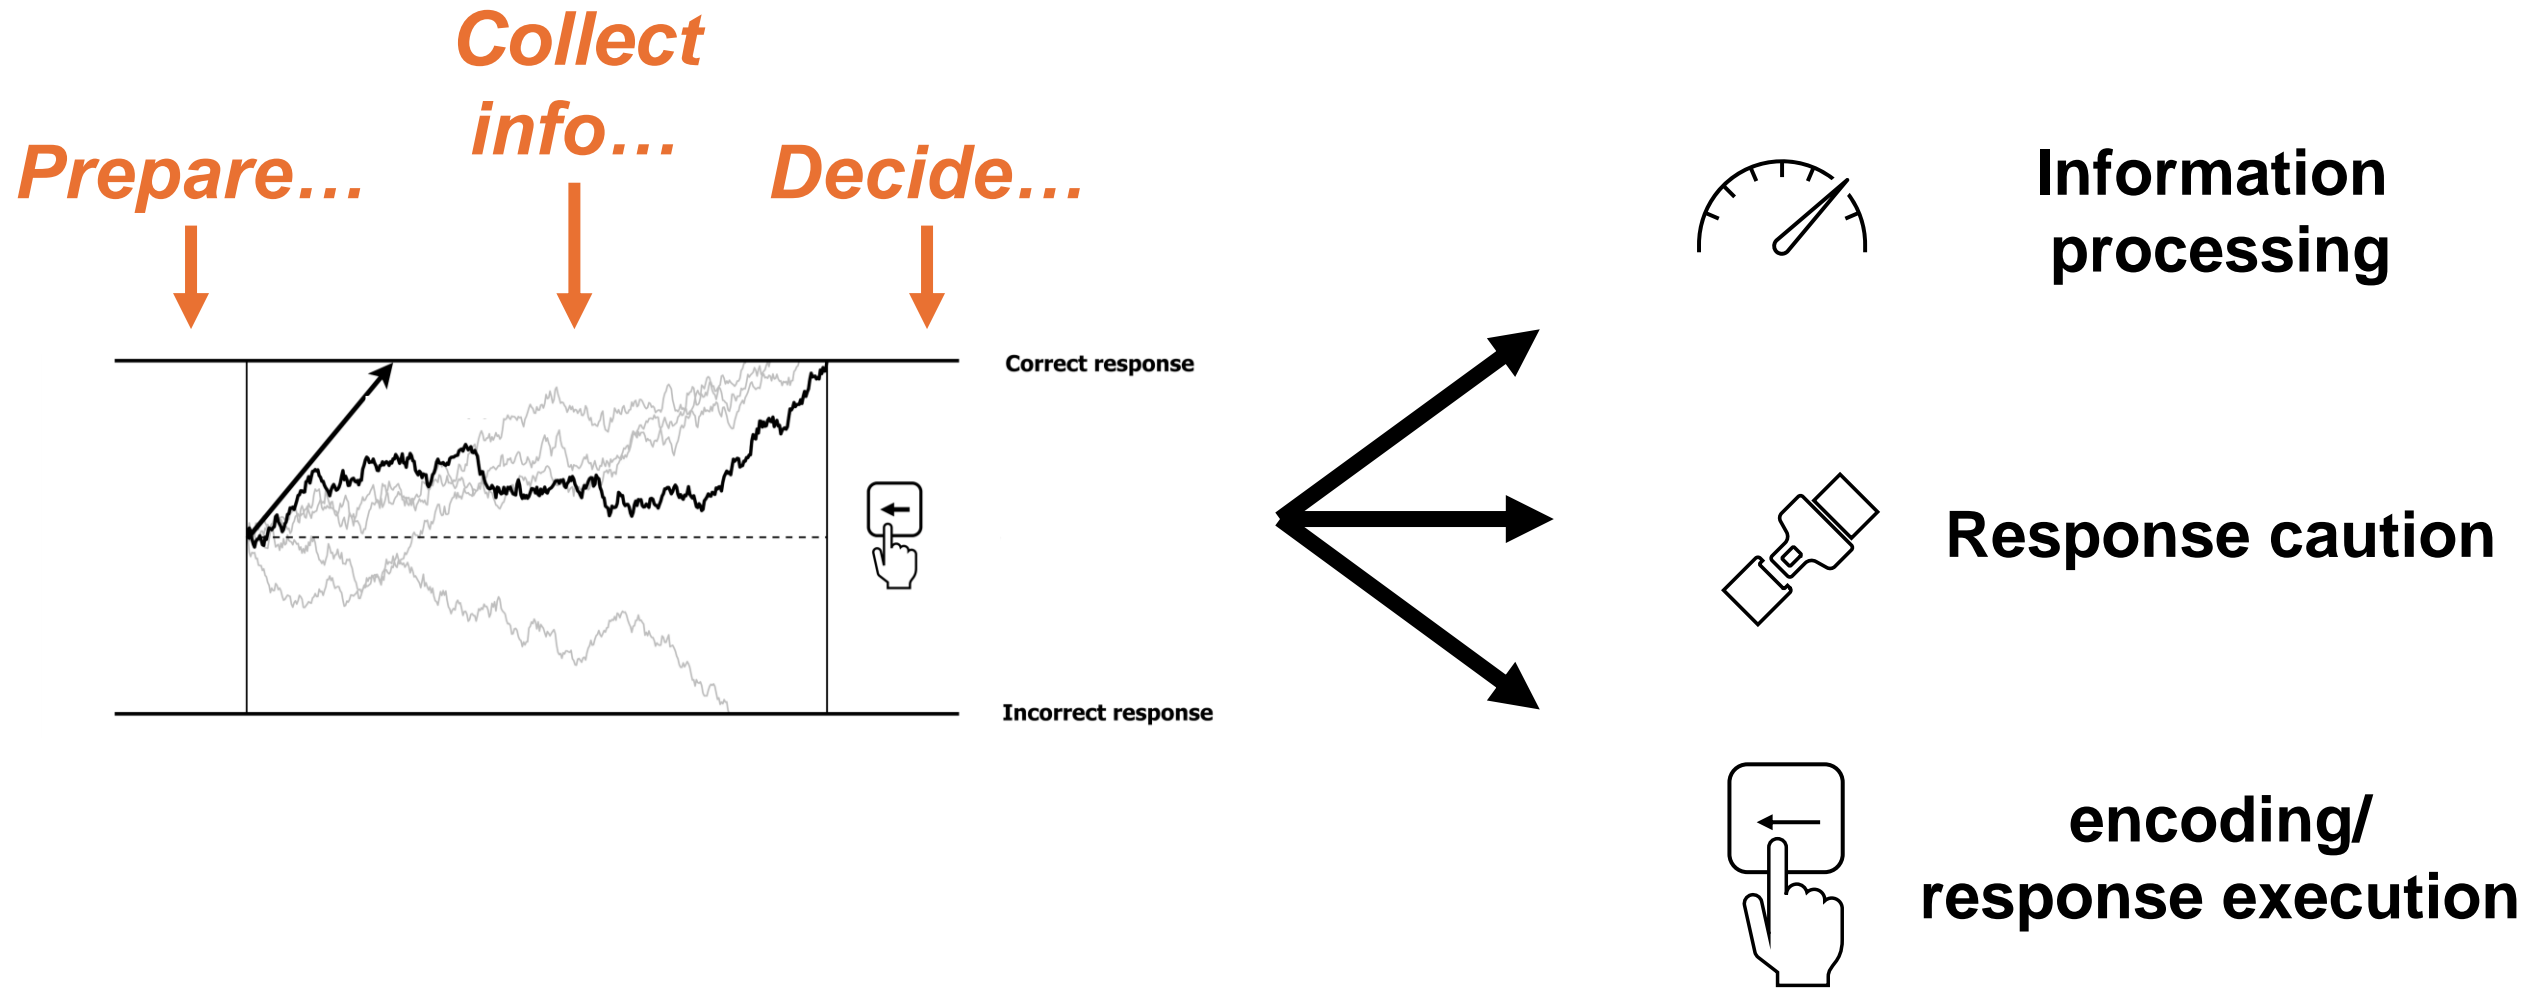 Collect
info…
Prepare…
Decide…
Correct response
Incorrect response
Information
processing
Response caution
encoding/
response execution